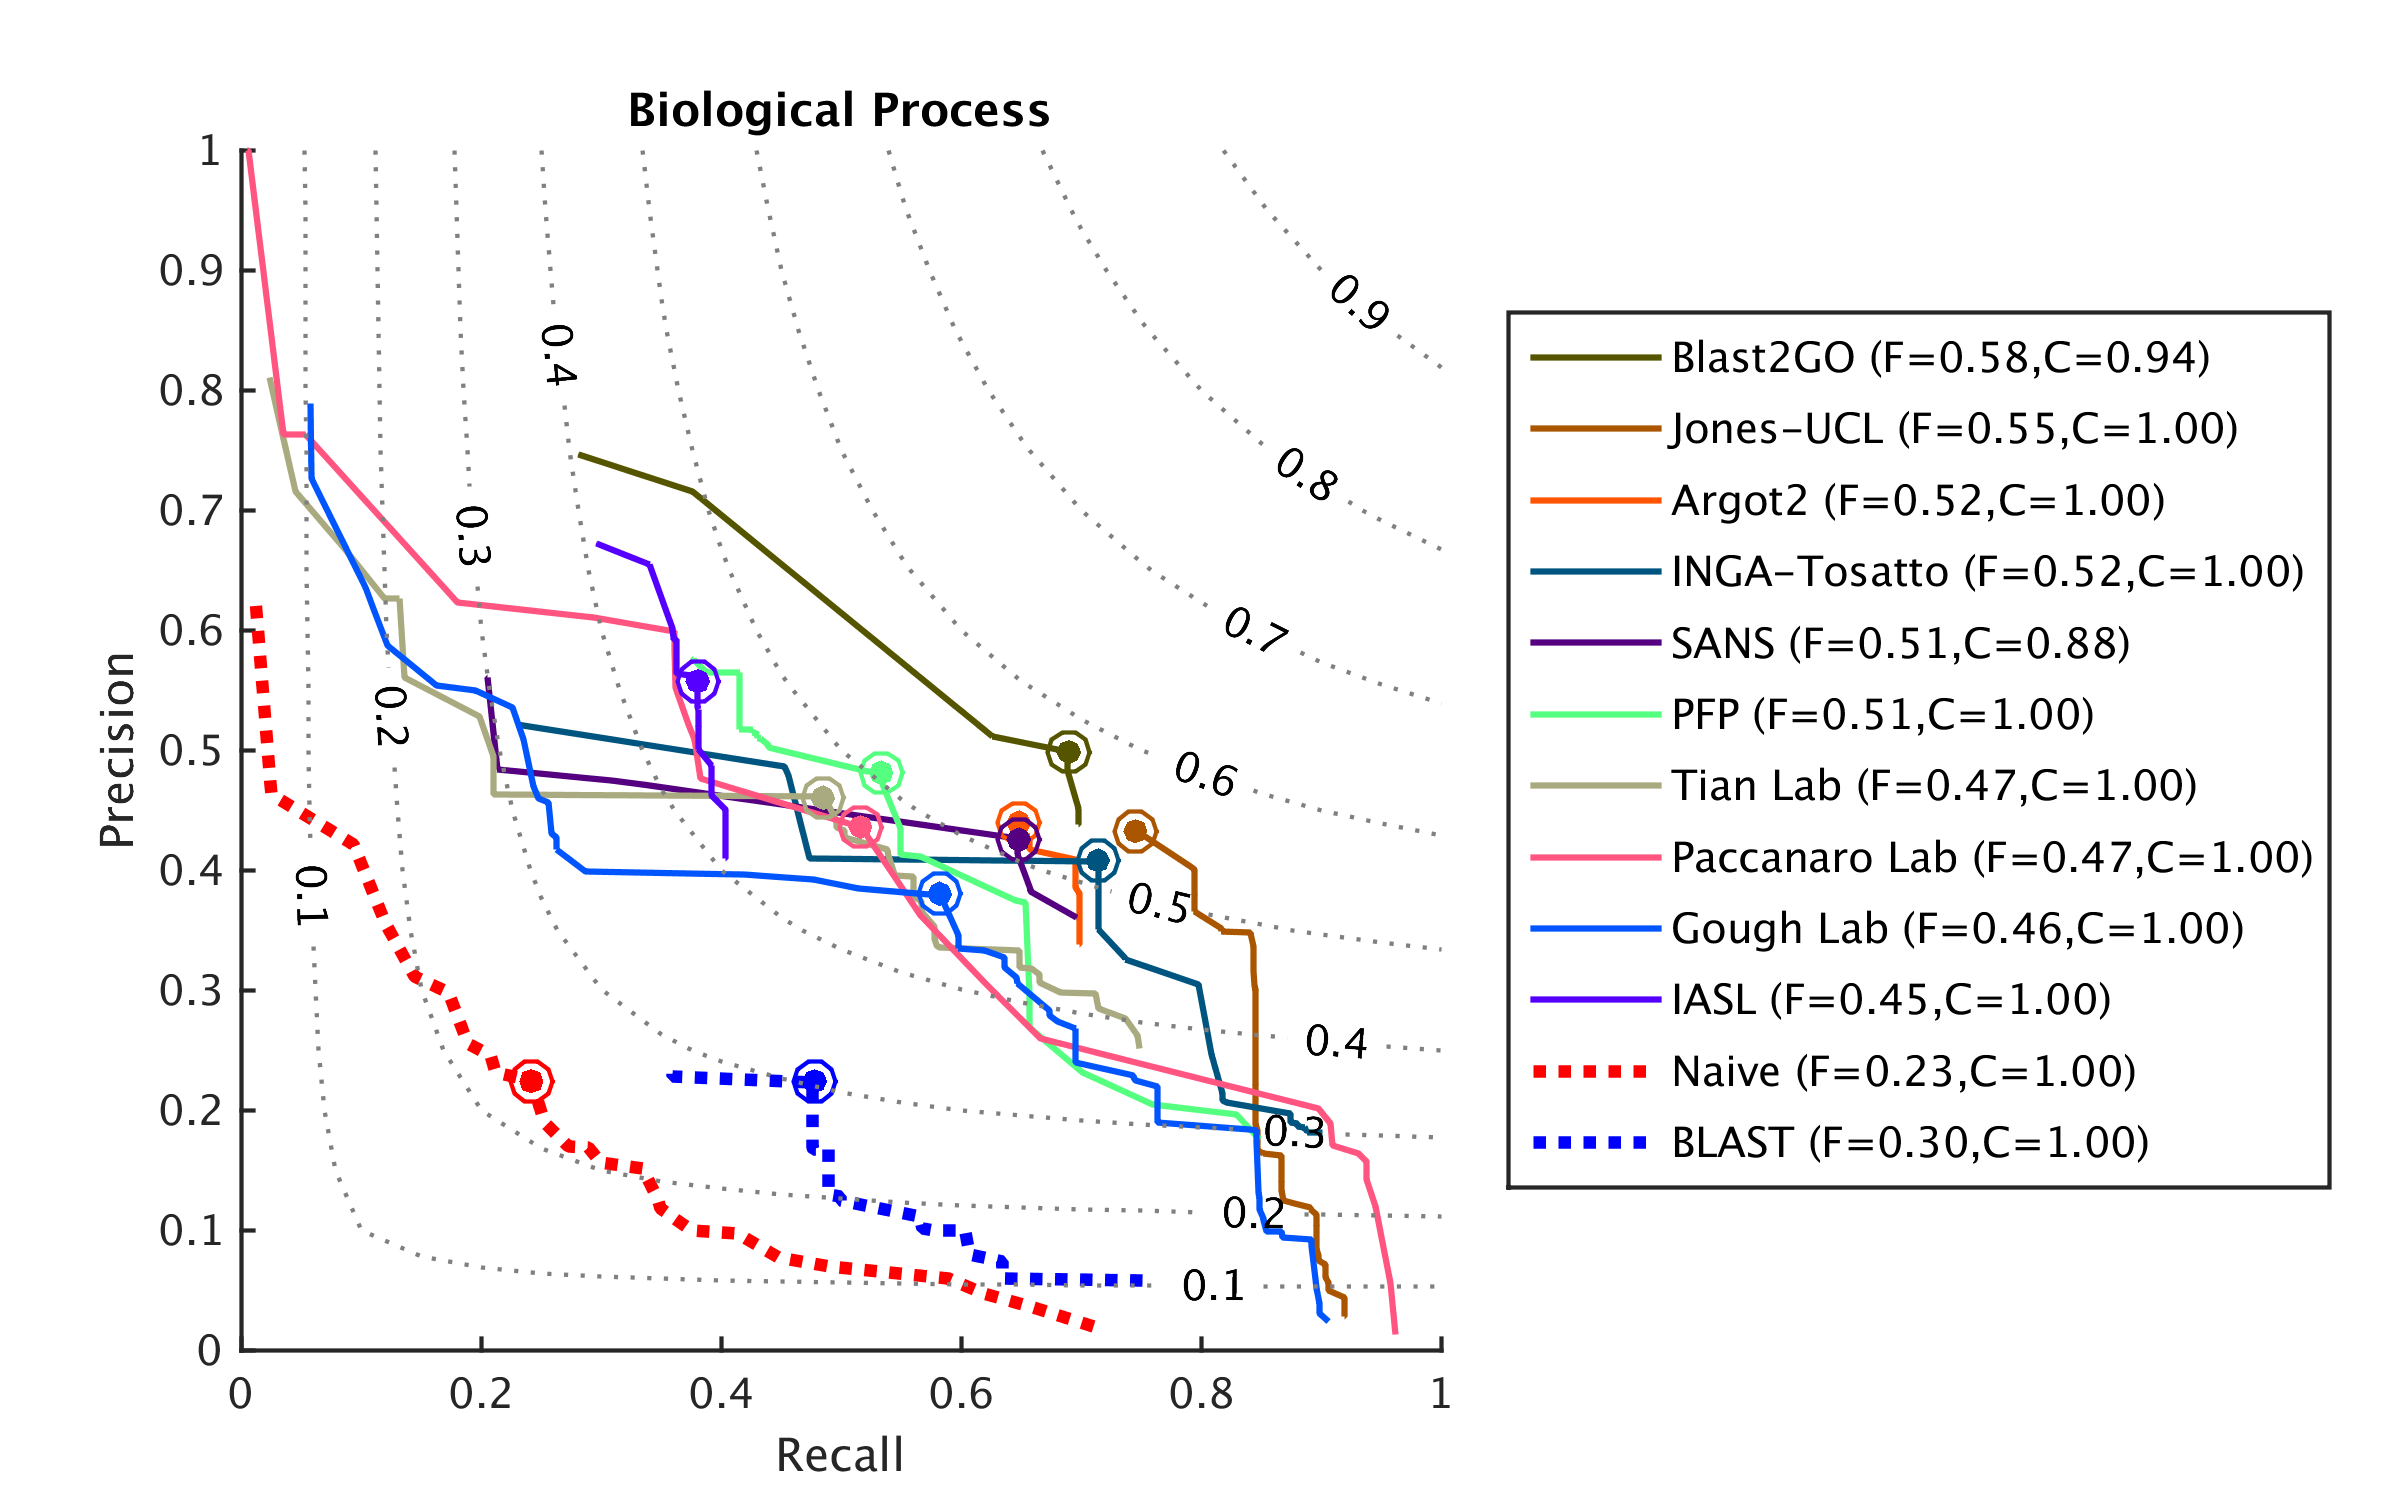 Biological Process
Precision
1
0.9
0.8
0.7
0.6
0.5
0.4
0.3
0.2
0.1
0
0
0.2
0.4
0.6
0.8
1
Recall
0.9
0.8
0.7
0.6
0.5
0.4
0.3
0.2
0.1
0.4
0.3
0.2
0.1
Blast2GO (F=0.58,C=0.94)
Jones-UCL (F=0.55,C=1.00)
Argot2 (F=0.52,C=1.00)
INGA-Tosatto (F=0.52,C=1.00)
SANS (F=0.51,C=0.88)
PFP (F=0.51,C=1.00)
Tian Lab (F=0.47,C=1.00)
Paccanaro Lab (F=0.47,C=1.00)
Gough Lab (F=0.46,C=1.00)
IASL (F=0.45,C=1.00)
Naive (F=0.23,C=1.00)
BLAST (F=0.30,C=1.00)